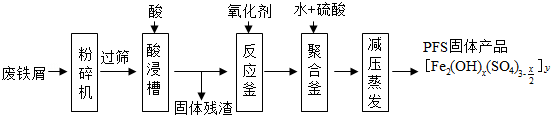 酸 氧化剂 水+硫酸
废铁屑 粉碎机 过筛 酸浸槽 反应釜 聚合釜 减压蒸发 PFS固体产品
固体残渣 [Fe₂(OH)ₓ(SO₄)₃₋ₓ/₂]y